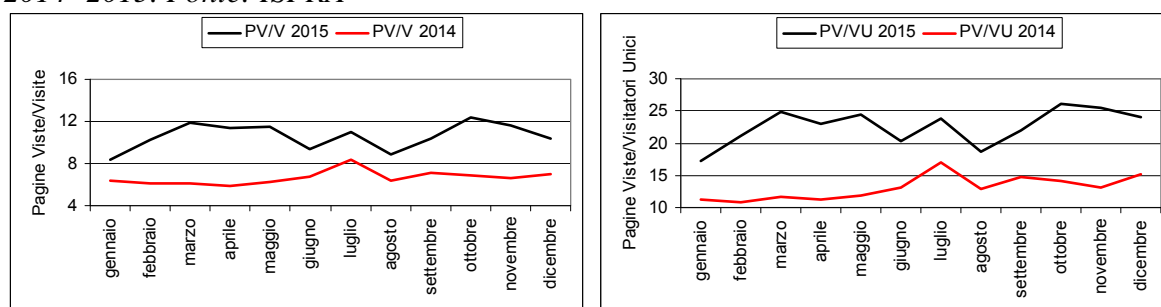 2014- 2015. Fonte: ISPRA
PV/V 2015 PV/V 2014
Pagine Viste/Visite
16
12
8
4
gennaio
febbraio
marzo
aprile
maggio
giugno
luglio
agosto
settembre
ottobre
novembre
dicembre
PV/VU 2015 PV/VU 2014
Pagine Viste/Visitatori Unici
30
25
20
15
10
gennaio
febbraio
marzo
aprile
maggio
giugno
luglio
agosto
settembre
ottobre
novembre
dicembre